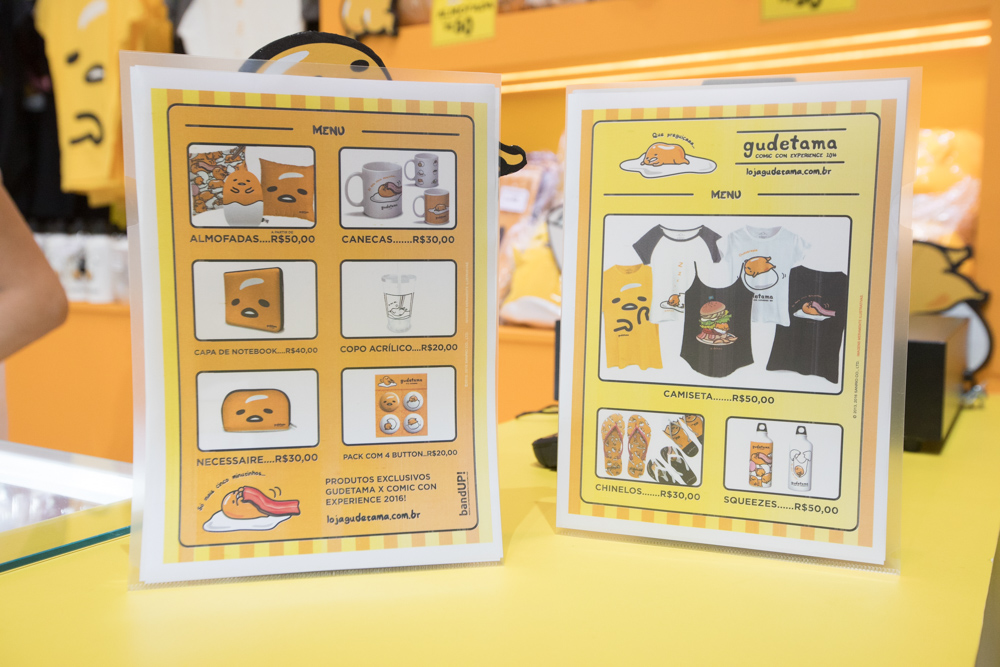 MENU
A PARTIR DE
ALMOFADAS....R$50,00
CANECAS.......R$30,00
CAPA DE NOTEBOOK....R$40,00
COPO ACRÍLICO...R$20,00
NECESSAIRE....R$30,00
PACK COM 4 BUTTON..R$20,00
só mais cinco minutinhos...
PRODUTOS EXCLUSIVOS
GUDETAMA X COMIC CON
EXPERIENCE 2016!
lojagudetama.com.br
bandUP!
Que preguiça...
gudetama
COMIC CON EXPERIENCE 2016
lojagudetama.com.br
MENU
CAMISETA.......R$50,00
CHINELOS.......R$30,00
SQUEEZES......R$50,00